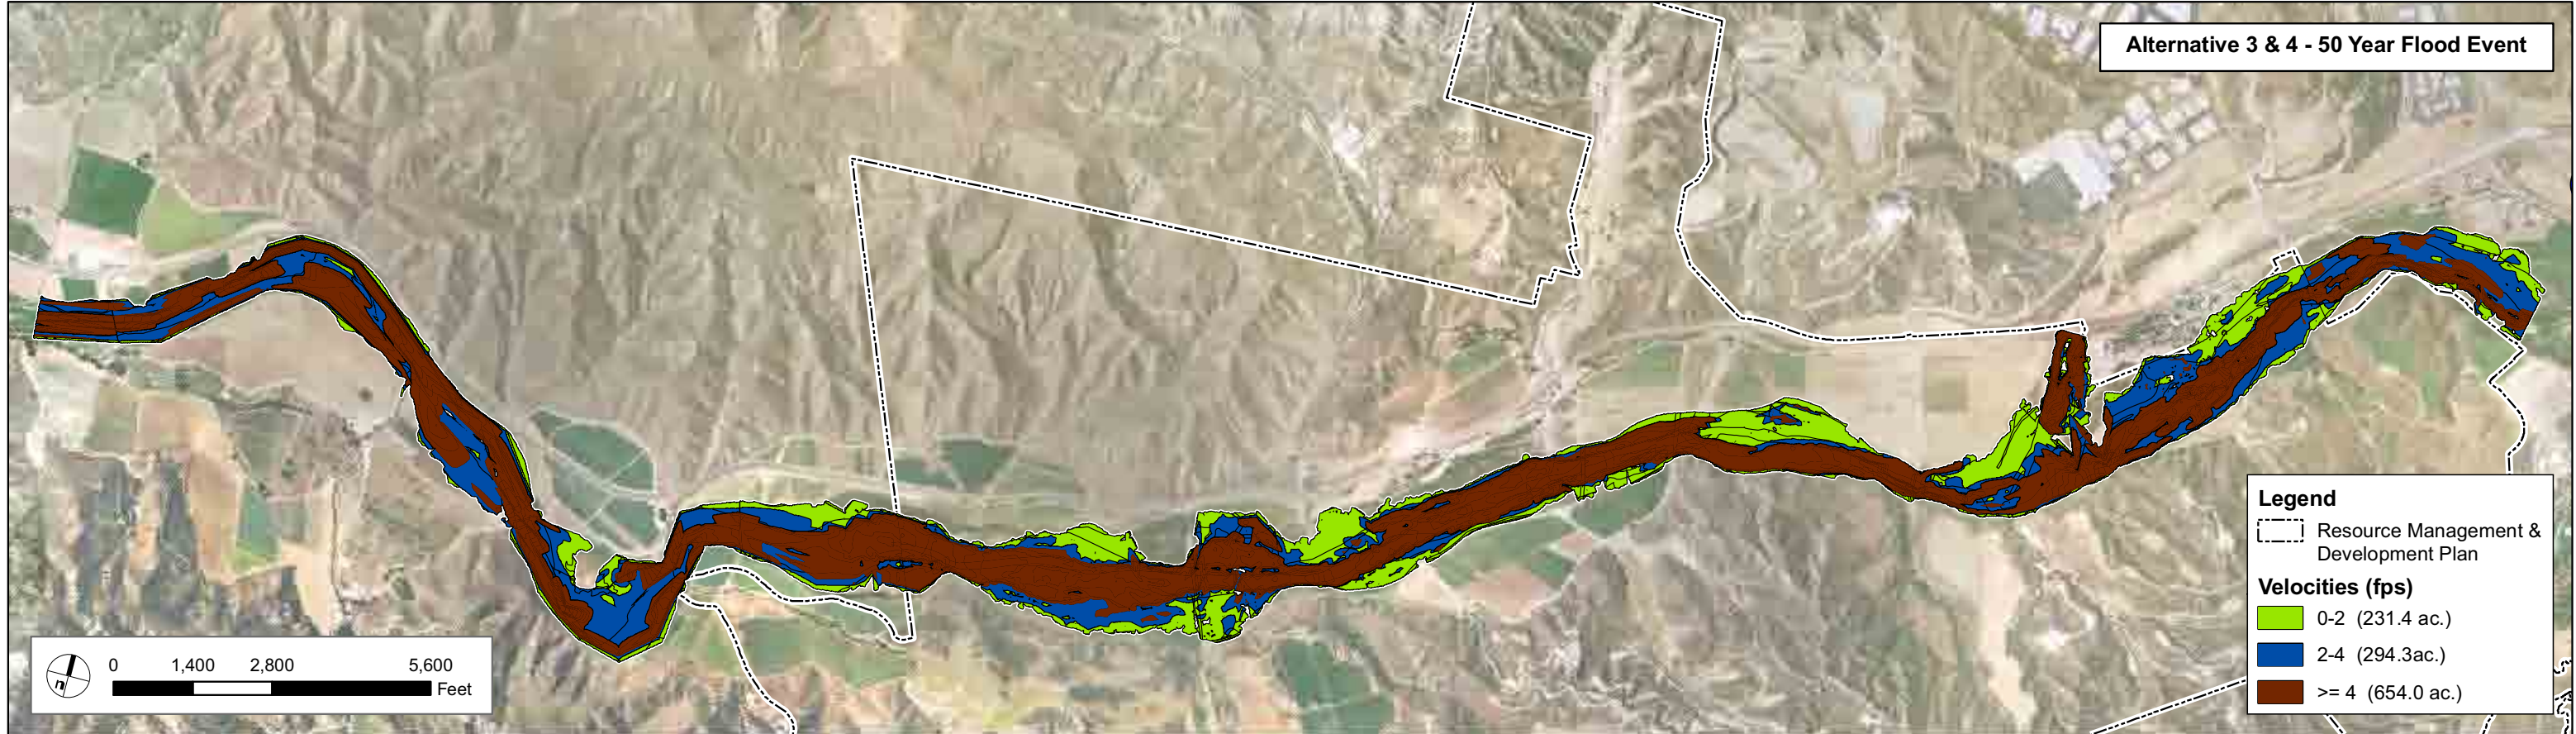 Alternative 3 & 4 - 50 Year Flood Event
Legend
Resource Management &
Development Plan
Velocities (fps)
0-2 (231.4 ac.)
2-4 (294.3ac.)
>= 4 (654.0 ac.)
n
0 1,400 2,800 5,600
Feet